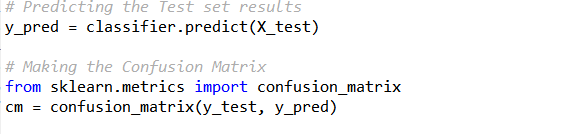 # Predicting the Test set results
y_pred = classifier.predict(X_test)
# Making the Confusion Matrix
from sklearn.metrics import confusion_matrix
cm = confusion_matrix(y_test, y_pred)